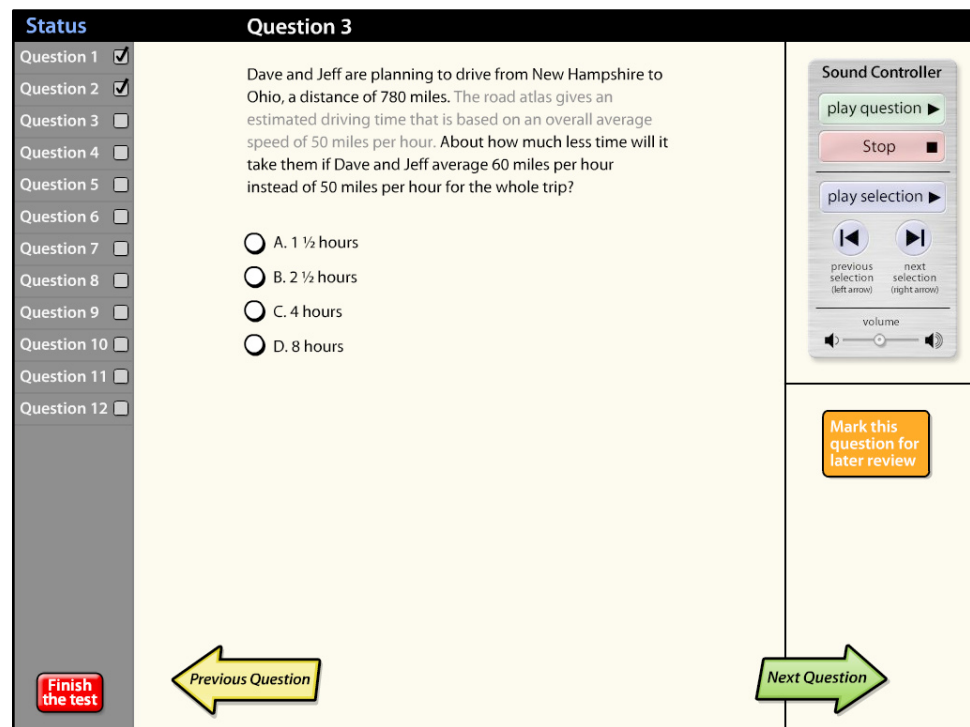 Status
Question 3
Question 1
Question 2
Question 3
Question 4
Question 5
Question 6
Question 7
Question 8
Question 9
Question 10
Question 11
Question 12
Dave and Jeff are planning to drive from New Hampshire to
Ohio, a distance of 780 miles. The road atlas gives an
estimated driving time that is based on an overall average
speed of 50 miles per hour. About how much less time will it
take them if Dave and Jeff average 60 miles per hour
instead of 50 miles per hour for the whole trip?
A. 1 ½ hours
B. 2 ½ hours
C. 4 hours
D. 8 hours
Sound Controller
play question
Stop
play selection
previous
selection
(left arrow)
next
selection
(right arrow)
volume
Mark this
question for
later review
Finish
the test
Previous Question
Next Question